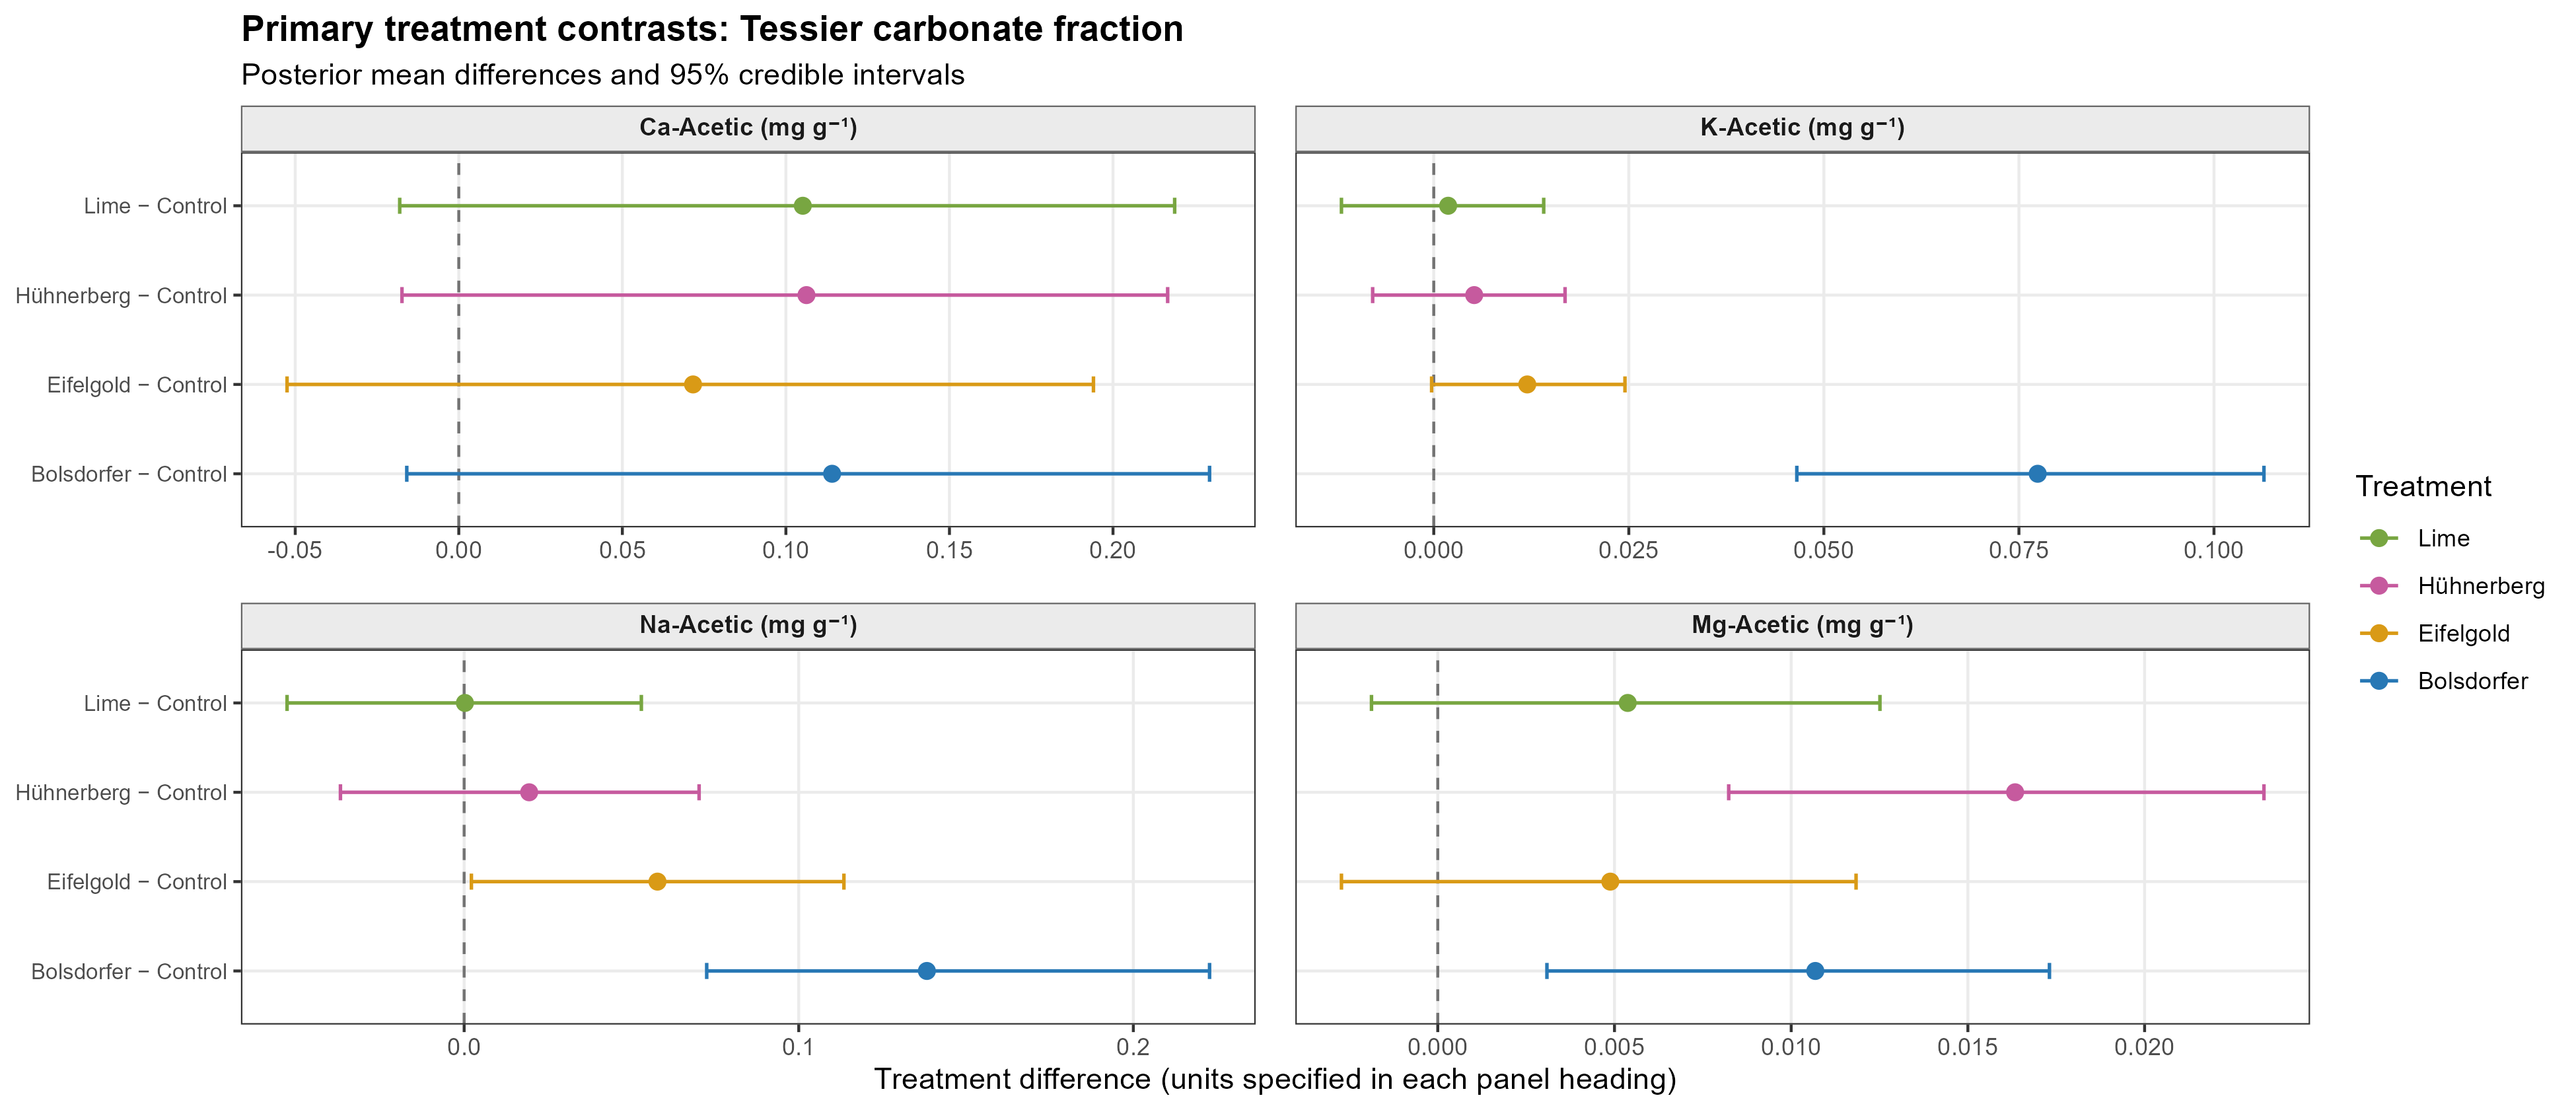 Primary treatment contrasts: Tessier carbonate fraction
Posterior mean differences and 95% credible intervals
Ca-Acetic (mg g⁻¹)
K-Acetic (mg g⁻¹)
Lime − Control
Hühnerberg − Control
Eifelgold − Control
Bolsdorfer − Control
-0.05 0.00 0.05 0.10 0.15 0.20
0.000 0.025 0.050 0.075 0.100
Na-Acetic (mg g⁻¹)
Mg-Acetic (mg g⁻¹)
Lime − Control
Hühnerberg − Control
Eifelgold − Control
Bolsdorfer − Control
0.0 0.1 0.2
0.000 0.005 0.010 0.015 0.020
Treatment difference (units specified in each panel heading)
Treatment
Lime
Hühnerberg
Eifelgold
Bolsdorfer